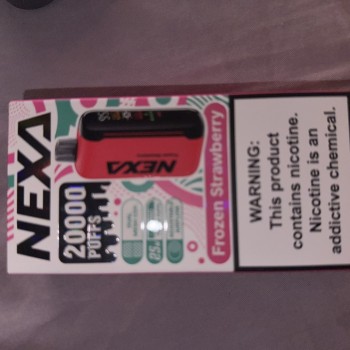 NEXA
20000
PUFFS
NEXA
Frozen Strawberry
WARNING:
This product
contains nicotine.
Nicotine is an
addictive chemical.